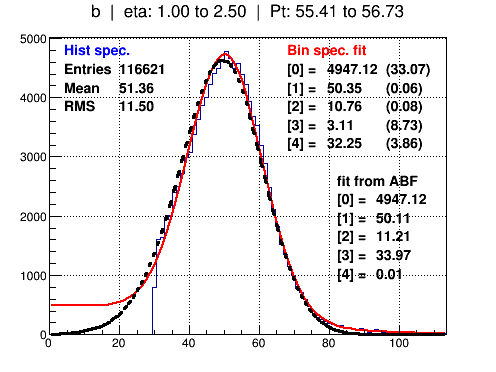 b | eta: 1.00 to 2.50 | Pt: 55.41 to 56.73
5000
4000
3000
2000
1000
0
Hist spec.
Entries 116621
Mean 51.36
RMS 11.50
Bin spec. fit
[0] = 4947.12 (33.07)
[1] = 50.35 (0.06)
[2] = 10.76 (0.08)
[3] = 3.11 (8.73)
[4] = 32.25 (3.86)
fit from ABF
[0] = 4947.12
[1] = 50.11
[2] = 11.21
[3] = 33.97
[4] = 0.01
0 20 40 60 80 100